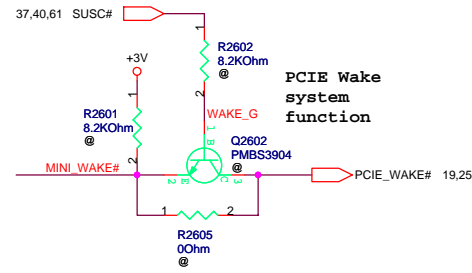 37,40,61 SUSC#
1
R2602
8.2KOhm
@
2
+3V
1
R2601
8.2KOhm
@
2
PCIE Wake
system
function
WAKE_G
1
B
Q2602
PMBS3904
@
MINI_WAKE#
2
E
C
3
PCIE_WAKE# 19,25
1
2
R2605
0Ohm
@